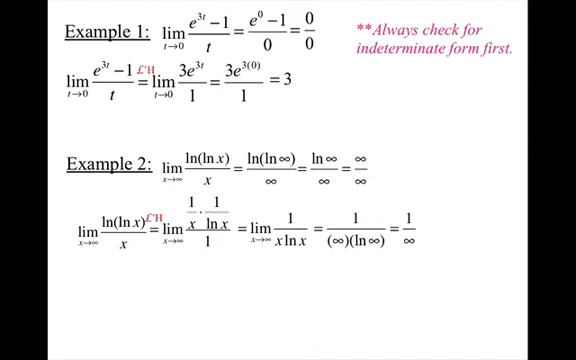 Example 1: lim_{t→0} (e^{3t} − 1)/t = (e^0 − 1)/0 = 0/0
**Always check for
indeterminate form first.
lim_{t→0} (e^{3t} − 1)/t =^{L'H} lim_{t→0} 3e^{3t}/1 = 3e^{3(0)}/1 = 3
Example 2: lim_{x→∞} ln(ln x)/x = ln(ln ∞)/∞ = ln ∞/∞ = ∞/∞
lim_{x→∞} ln(ln x)/x =^{L'H} lim_{x→∞} (1/x · 1/ln x)/1 = lim_{x→∞} 1/(x ln x) = 1/((∞)(ln ∞)) = 1/∞